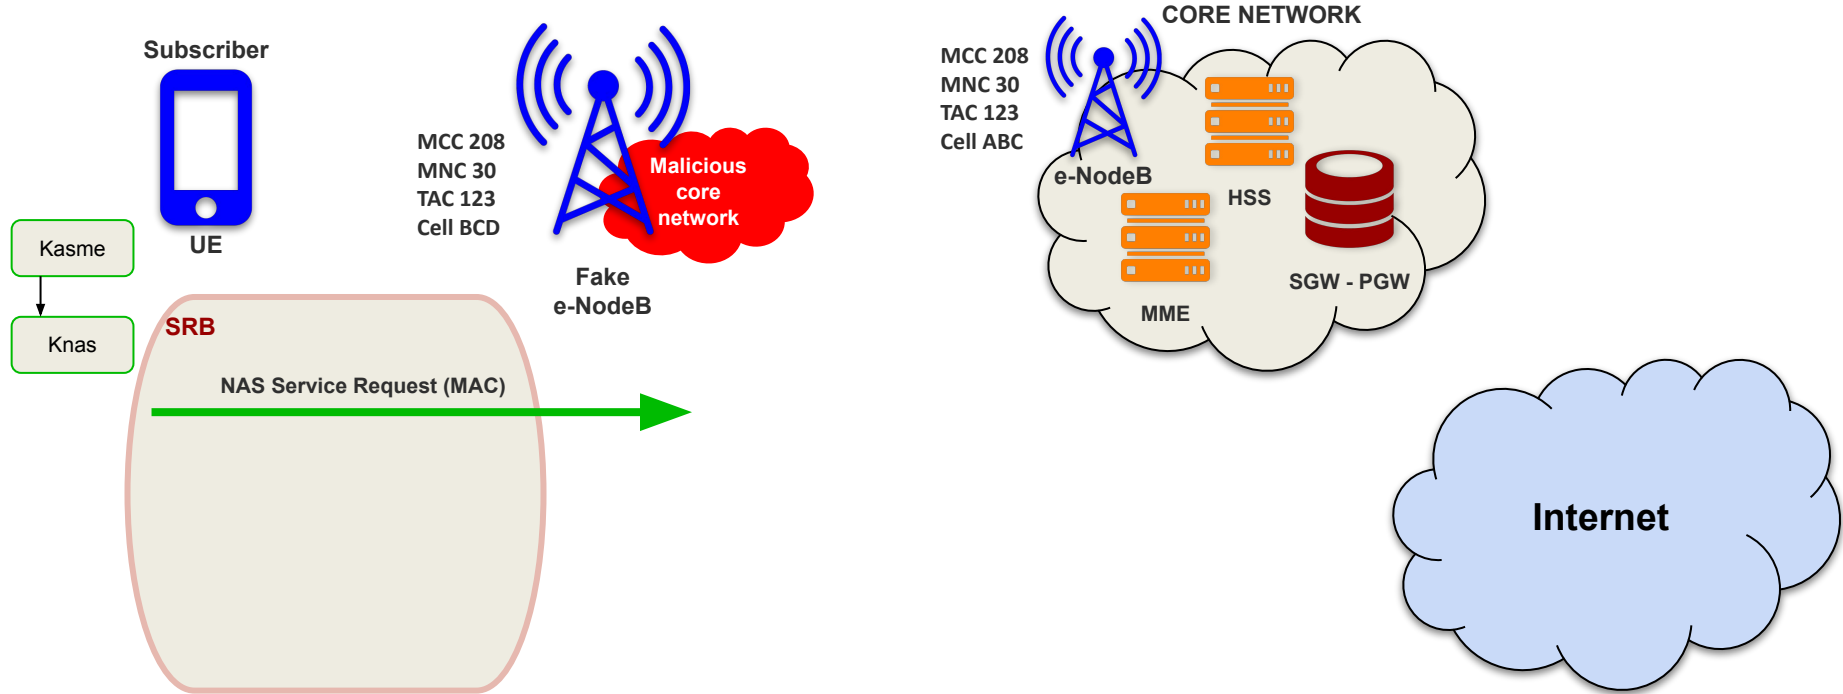 Subscriber
UE
Kasme
Knas
MCC 208
MNC 30
TAC 123
Cell BCD
Malicious
core
network
Fake
e-NodeB
SRB
NAS Service Request (MAC)
CORE NETWORK
MCC 208
MNC 30
TAC 123
Cell ABC
e-NodeB
HSS
MME
SGW - PGW
Internet